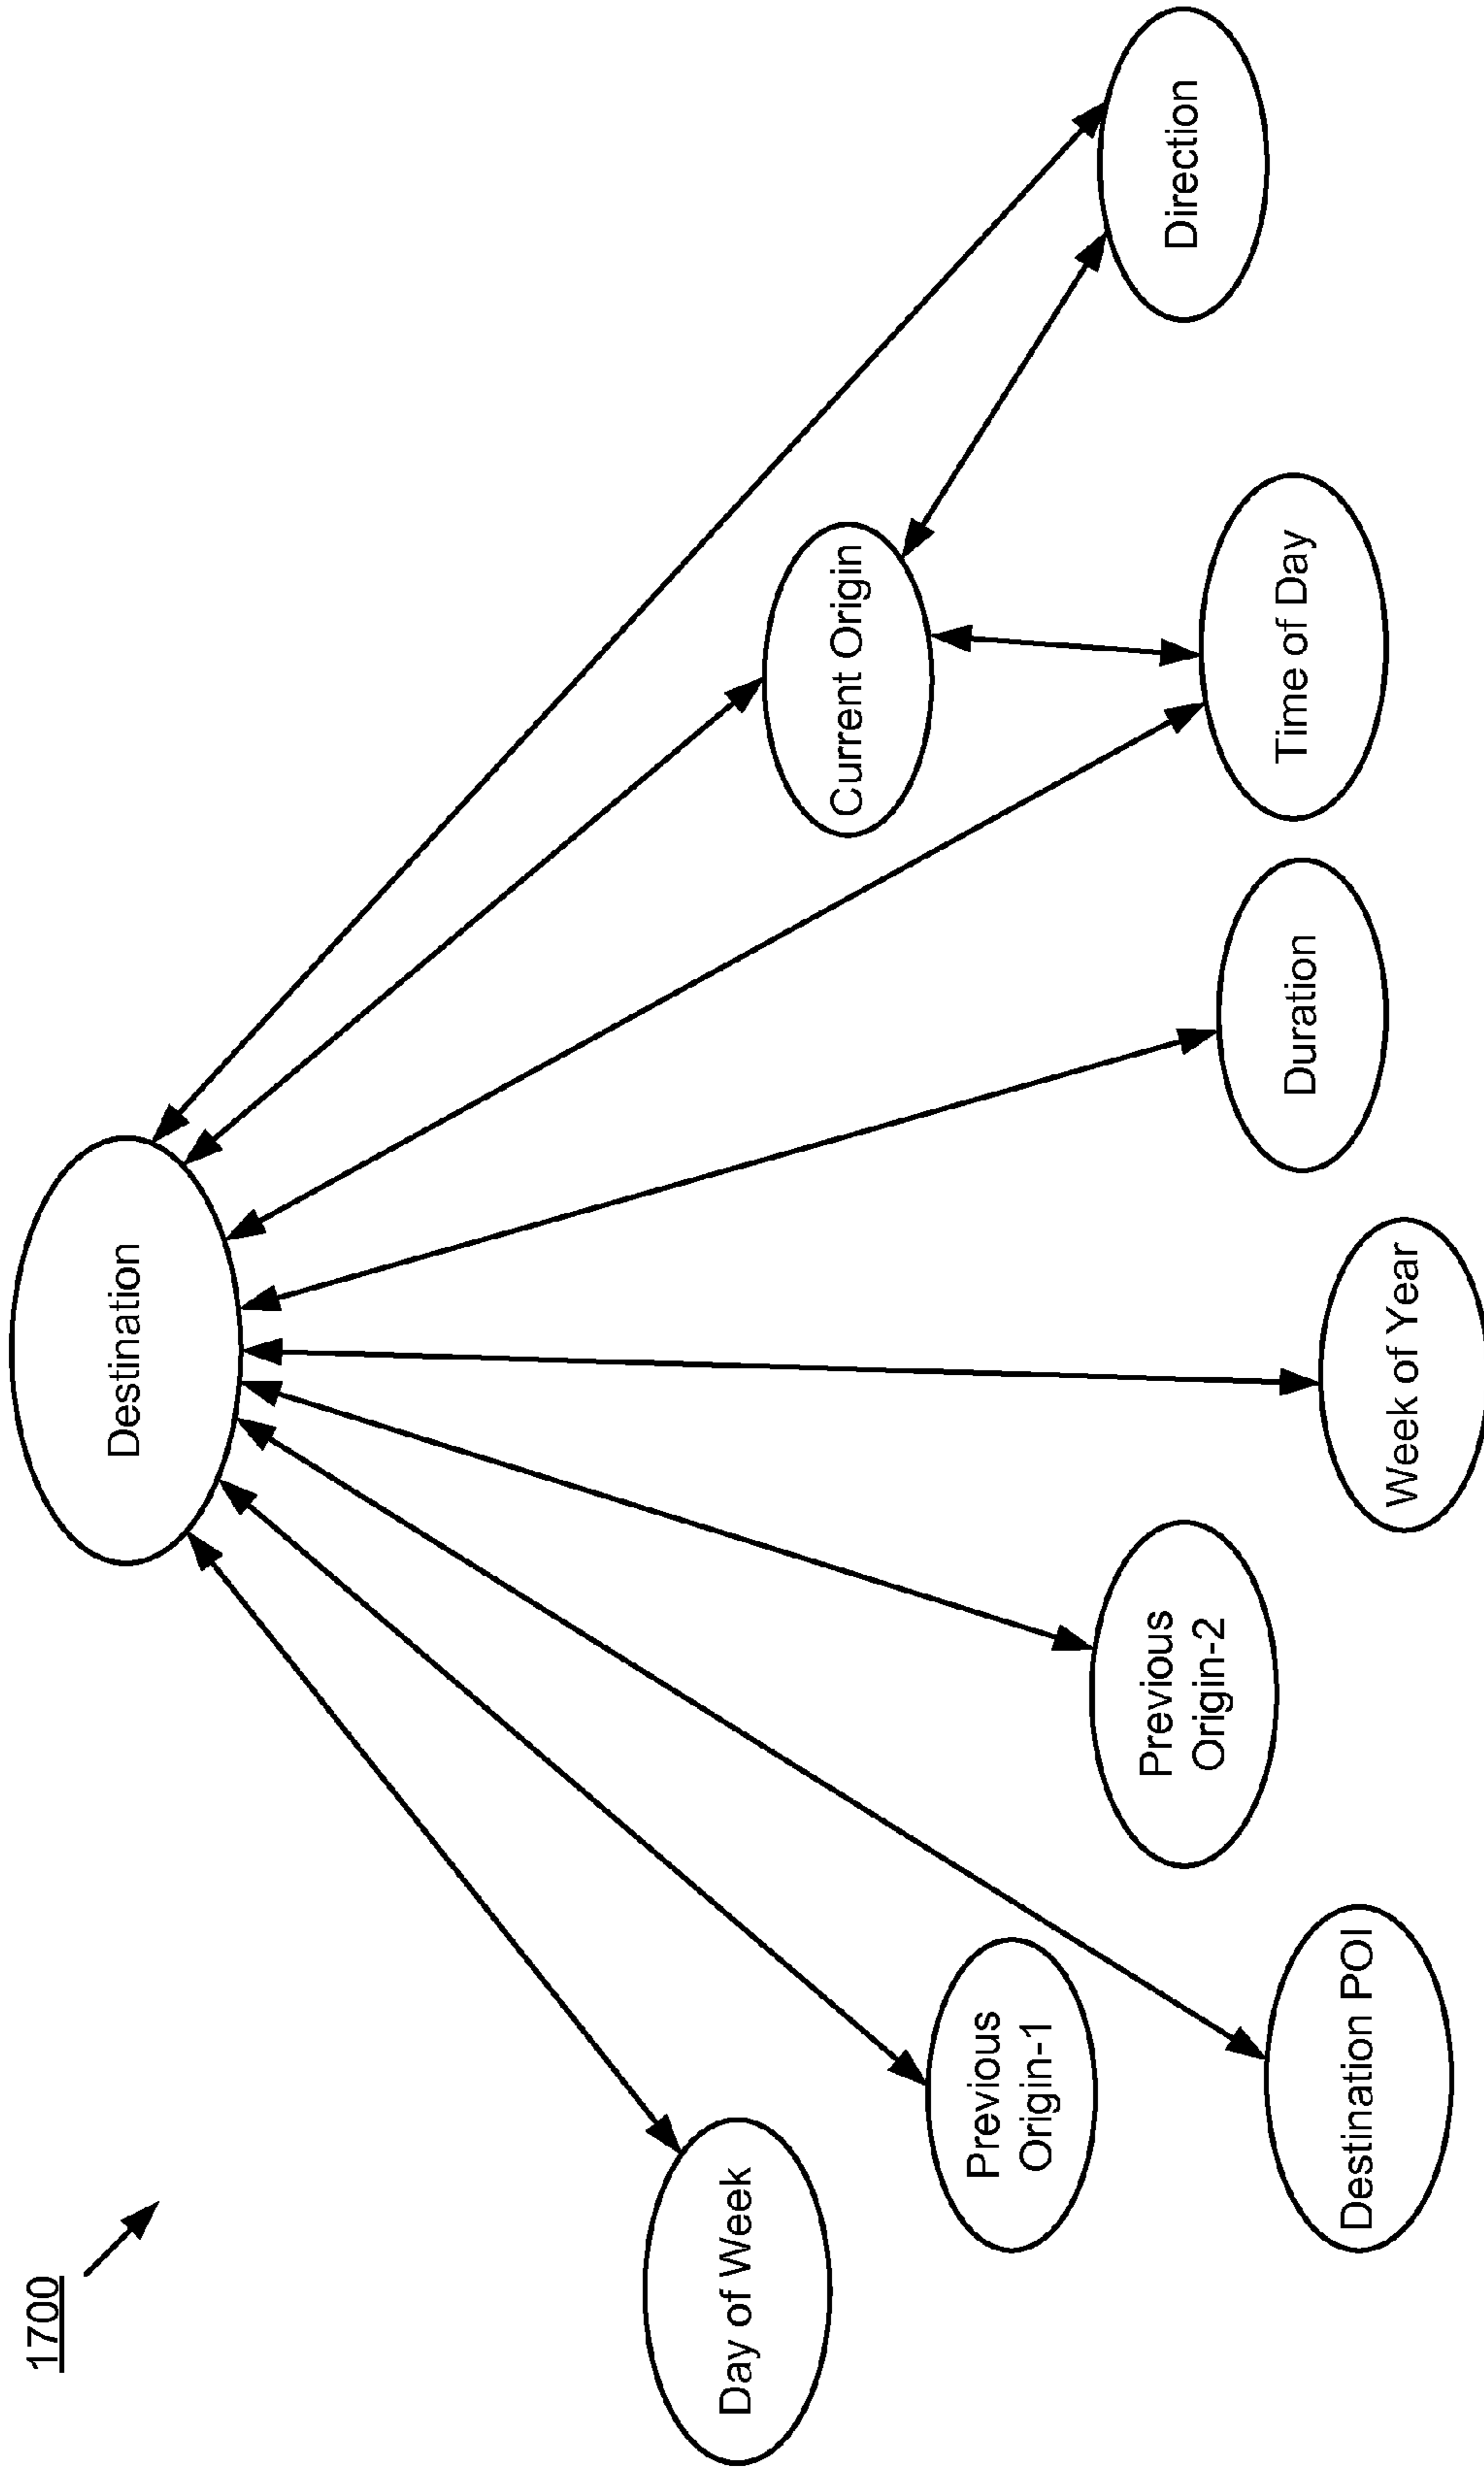 1700
Destination
Day of Week
Previous
Origin-1
Destination POI
Previous
Origin-2
Week of Year
Duration
Current Origin
Time of Day
Direction